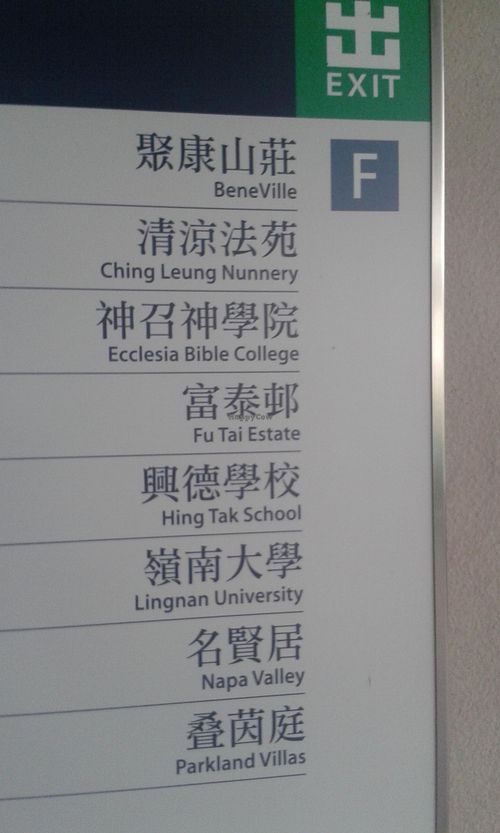 出
EXIT
聚康山莊
BeneVille
F
清涼法苑
Ching Leung Nunnery
神召神學院
Ecclesia Bible College
富泰邨
HappyCow
Fu Tai Estate
興德學校
Hing Tak School
嶺南大學
Lingnan University
名賢居
Napa Valley
叠茵庭
Parkland Villas